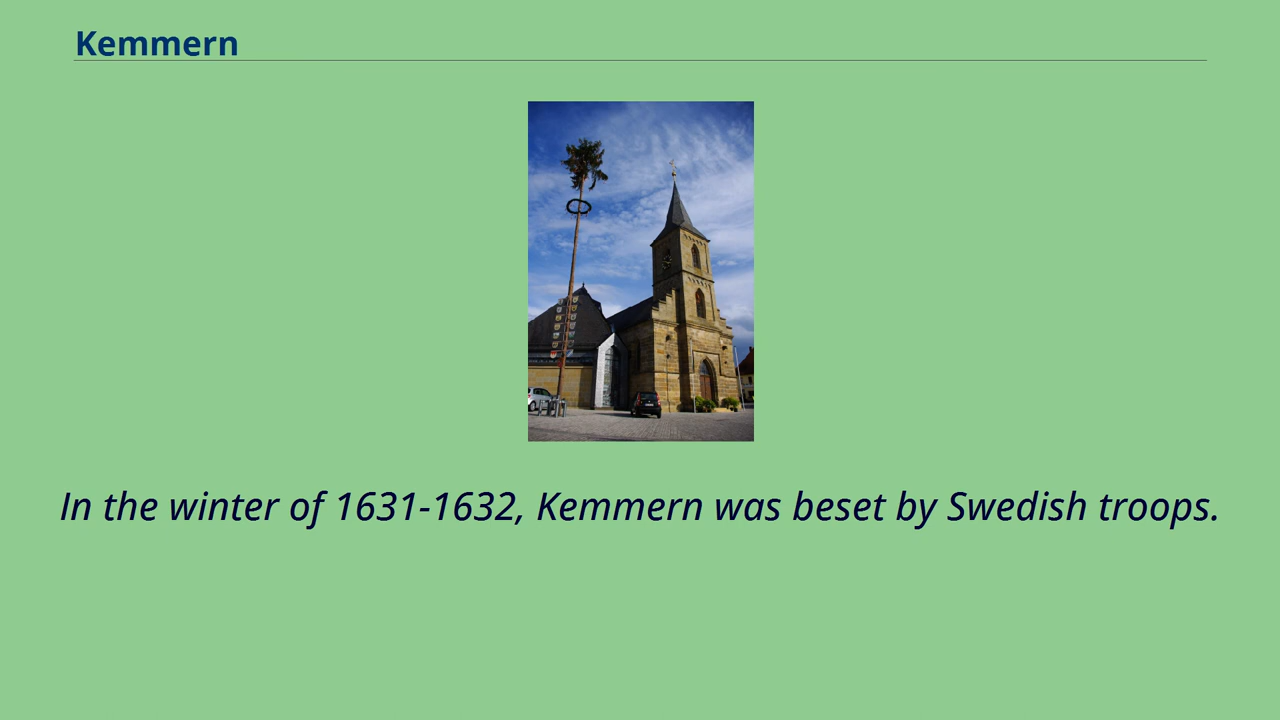 Kemmern
In the winter of 1631-1632, Kemmern was beset by Swedish troops.